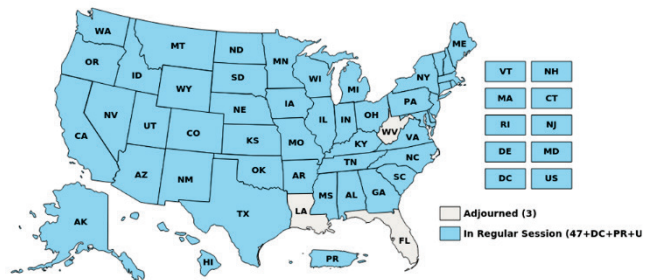 WA
MT
ND
MN
ME
OR
ID
SD
WI
MI
NY
WY
NE
IA
PA
NV
UT
CO
IL
IN
OH
WV
VA
CA
KS
MO
KY
NC
TN
AZ
NM
OK
AR
SC
MS
AL
GA
TX
LA
FL
AK
HI
PR
VT NH
MA CT
RI NJ
DE MD
DC US
Adjourned (3)
In Regular Session (47+DC+PR+U